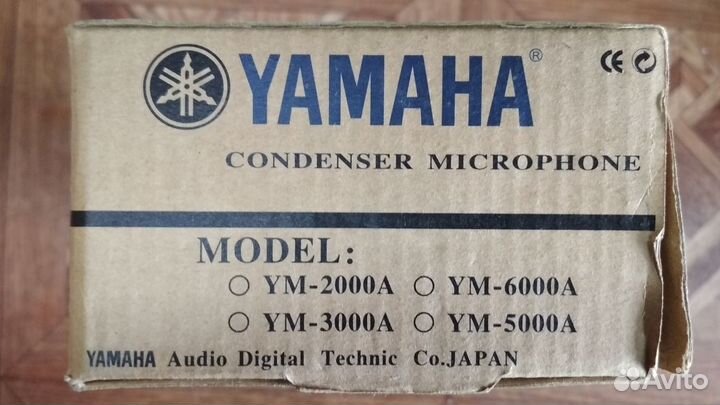 YAMAHA® CE
CONDENSER MICROPHONE
MODEL:
YM-2000A YM-6000A
YM-3000A YM-5000A
YAMAHA Audio Digital Technic Co.JAPAN
Avito